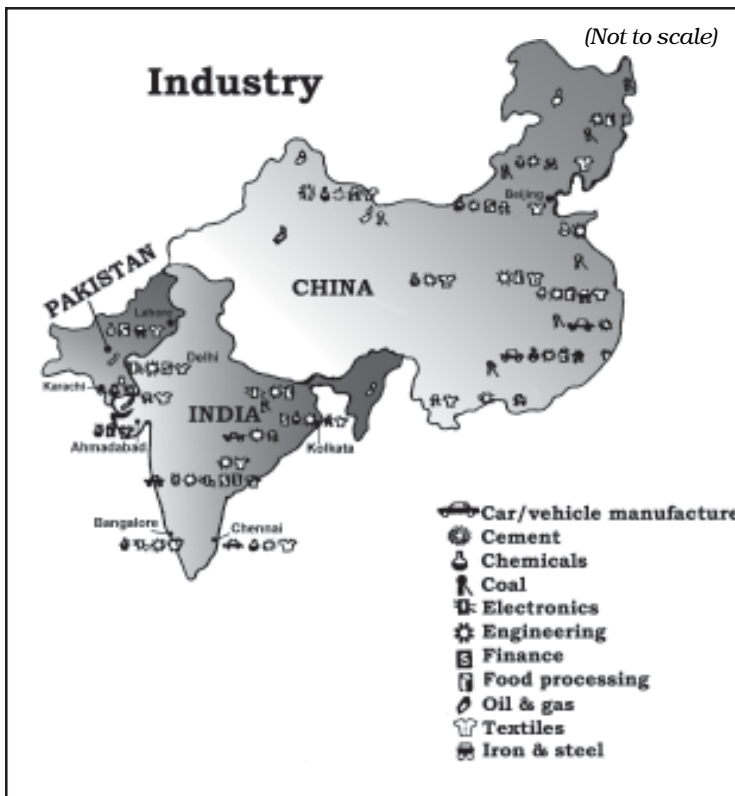 (Not to scale)
Industry
Beijing
PAKISTAN
CHINA
Lahore
Delhi
Karachi
INDIA
Ahmadabad
Kolkata
Bangalore
Chennai
Car/vehicle manufacture
Cement
Chemicals
Coal
Electronics
Engineering
Finance
Food processing
Oil & gas
Textiles
Iron & steel